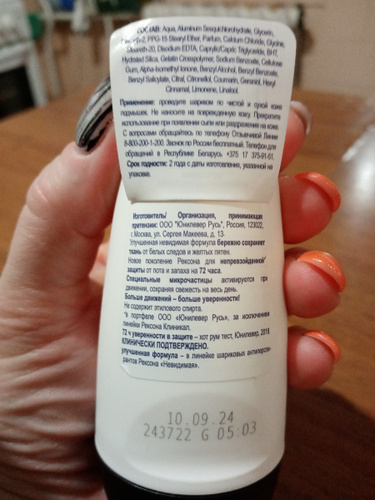 СОСТАВ: Aqua, Aluminum Sesquichlorohydrate, Glycerin,
PPG-15 Stearyl Ether, Parfum, Calcium Chloride, Glycine,
Steareth-20, Disodium EDTA, Caprylic/Capric Triglyceride, BHT,
Hydrated Silica, Gelatin Crosspolymer, Sodium Benzoate, Cellulose
Gum, Alpha-Isomethyl Ionone, Benzyl Alcohol, Benzyl Benzoate,
Benzyl Salicylate, Citral, Citronellol, Coumarin, Geraniol, Hexyl
Cinnamal, Limonene, Linalool.
Применение: проведите шариком по чистой и сухой коже
подмышек. Не наносите на поврежденную кожу. Прекратите
использование при появлении сыпи или раздражения на коже.
С вопросами обращайтесь по телефону Отзывчивой Линии
8-800-200-1-200. Звонок по России бесплатный. Телефон для
обращений в Республике Беларусь +375 17 375-91-61.
Срок годности: 2 года с даты изготовления, указанной на
упаковке.
Изготовитель/ Организация, принимающая
претензии: ООО "Юнилевер Русь", Россия, 123022,
г. Москва, ул. Сергея Макеева, д. 13.
Улучшенная невидимая формула бережно сохраняет
ткань от белых следов и желтых пятен.
Новое поколение Рексона для непревзойденной*
защиты от пота и запаха на 72 часа.
Специальные микрочастицы активируются при
движении, сохраняя свежесть на весь день.
Больше движений – больше уверенности!
Не содержит этилового спирта.
*в портфеле ООО «Юнилевер Русь», за исключением
линейки Рексона Клиникал.
72 ч уверенности в защите – хот рум тест, Юнилевер, 2018.
КЛИНИЧЕСКИ ПОДТВЕРЖДЕНО.
улучшенная формула – в линейке шариковых антиперспи-
рантов Рексона «Невидимая».
10.09.24
243722 G 05:03